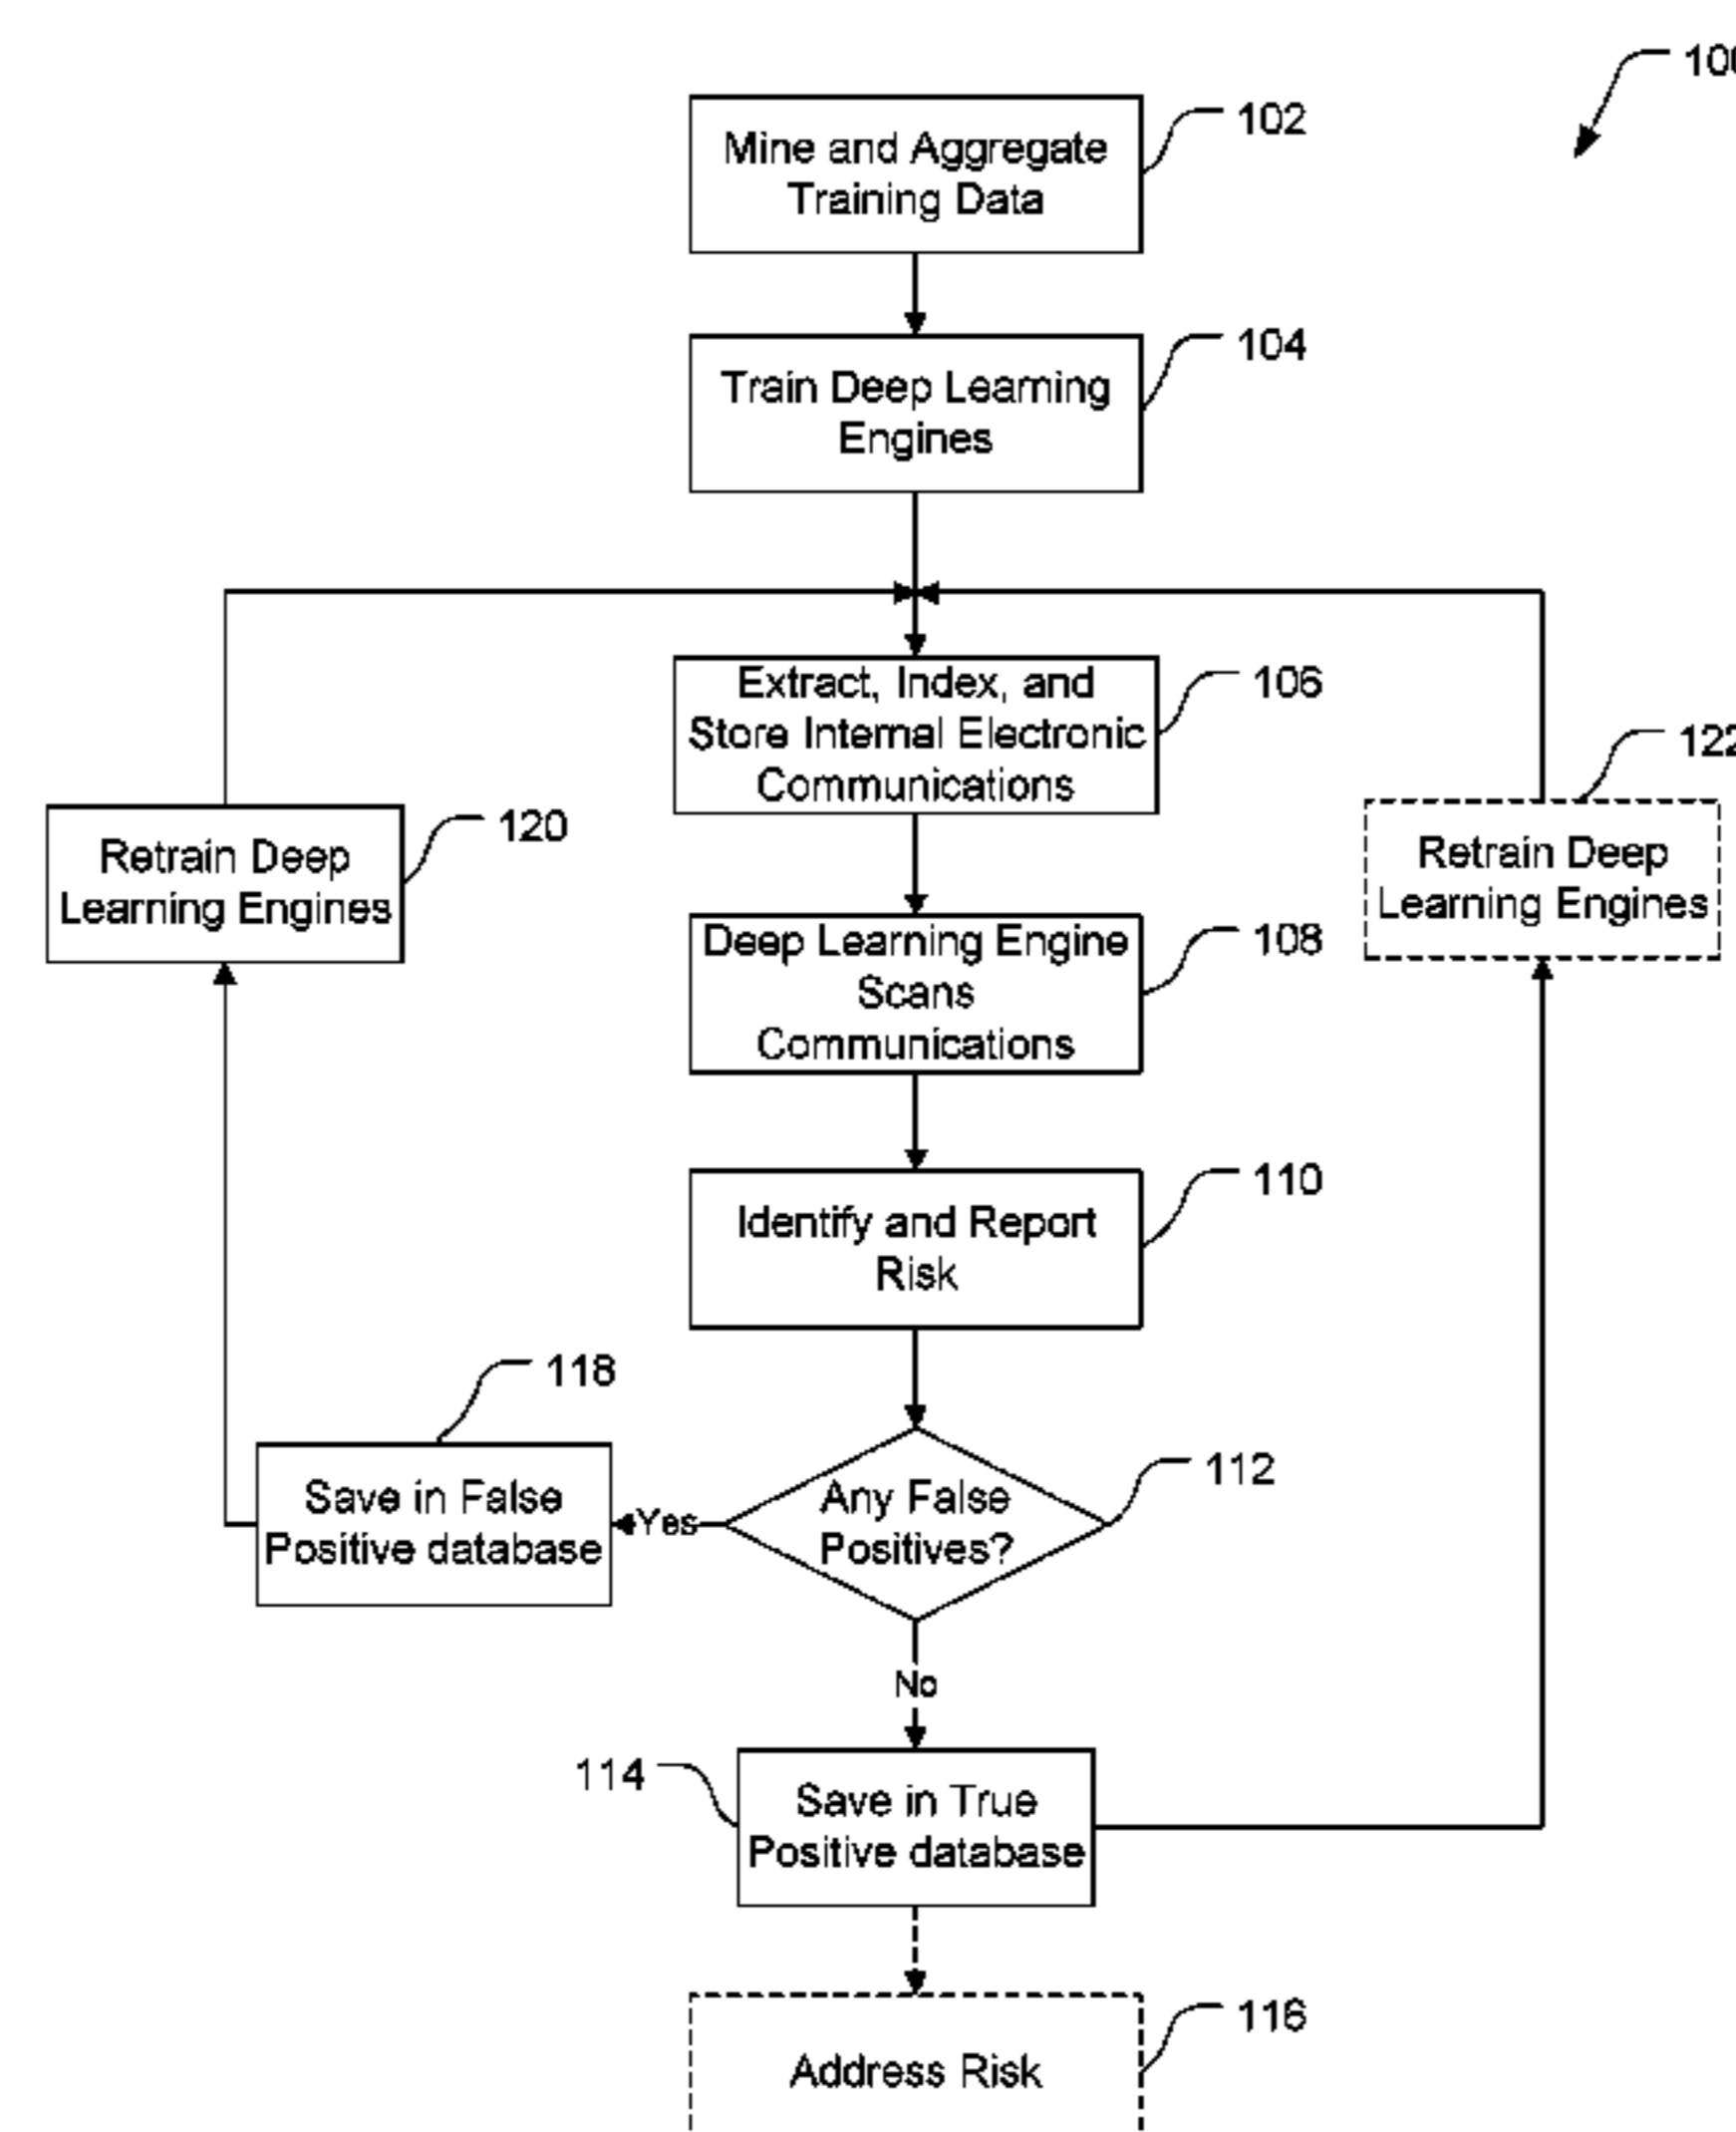 100
102
Mine and Aggregate
Training Data
104
Train Deep Learning
Engines
106
Extract, Index, and
Store Internal Electronic
Communications
122
Retrain Deep
Learning Engines
120
Retrain Deep
Learning Engines
108
Deep Learning Engine
Scans
Communications
110
Identify and Report
Risk
118
Save in False
Positive database
Yes
112
Any False
Positives?
No
114
Save in True
Positive database
116
Address Risk